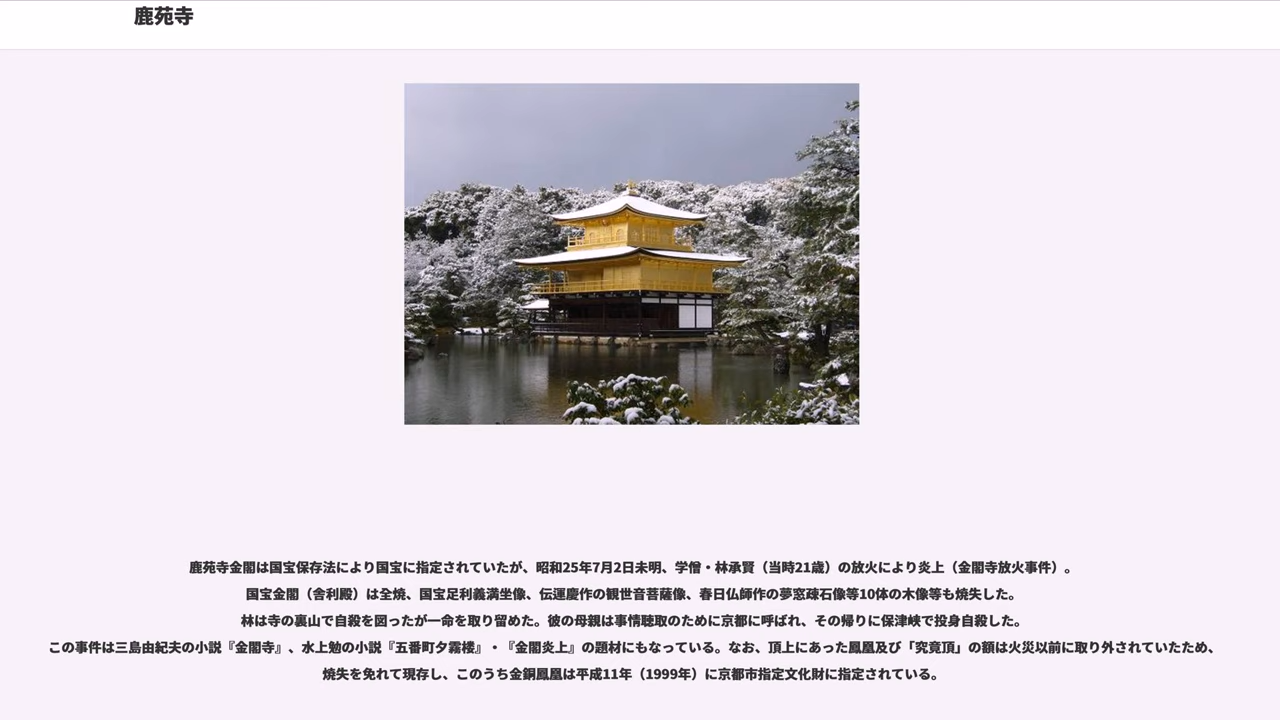 鹿苑寺
鹿苑寺金閣は国宝保存法により国宝に指定されていたが、昭和25年7月2日未明、学僧・林承賢（当時21歳）の放火により炎上（金閣寺放火事件）。
国宝金閣（舎利殿）は全焼、国宝足利義満坐像、伝運慶作の観世音菩薩像、春日仏師作の夢窓疎石像等10体の木像等も焼失した。
林は寺の裏山で自殺を図ったが一命を取り留めた。彼の母親は事情聴取のために京都に呼ばれ、その帰りに保津峡で投身自殺した。
この事件は三島由紀夫の小説『金閣寺』、水上勉の小説『五番町夕霧楼』・『金閣炎上』の題材にもなっている。なお、頂上にあった鳳凰及び「究竟頂」の額は火災以前に取り外されていたため、
焼失を免れて現存し、このうち金銅鳳凰は平成11年（1999年）に京都市指定文化財に指定されている。